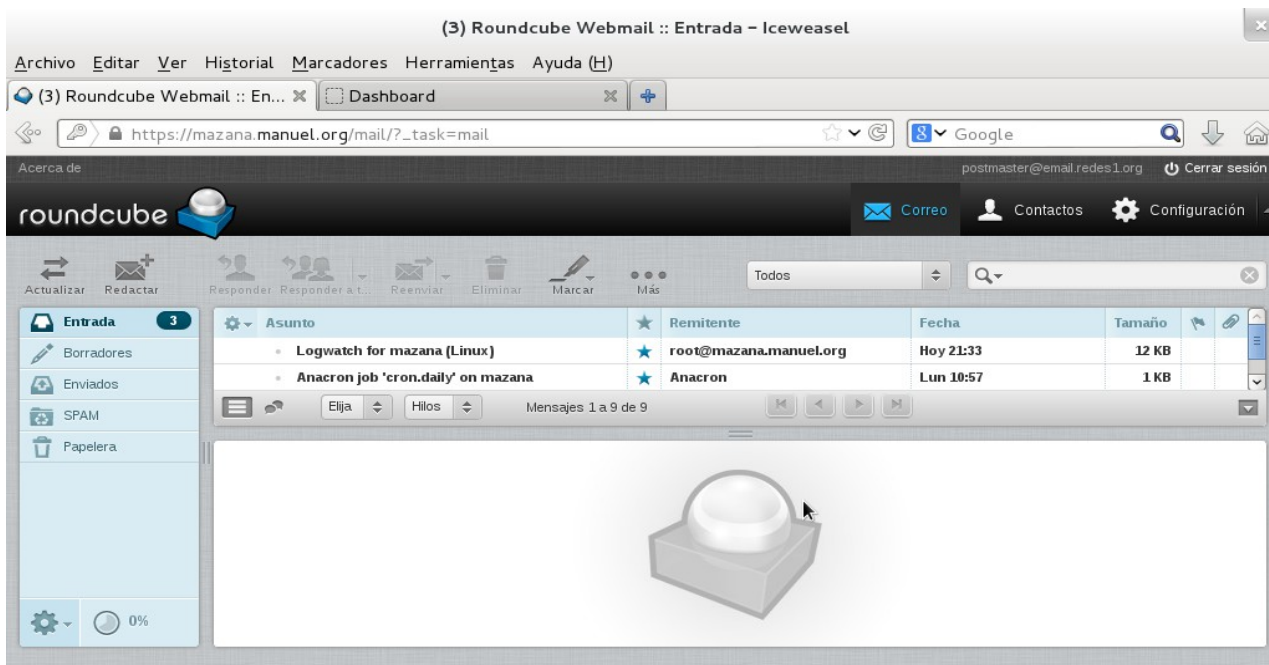 (3) Roundcube Webmail :: Entrada – Iceweasel
Archivo Editar Ver Historial Marcadores Herramientas Ayuda (H)
(3) Roundcube Webmail :: En... Dashboard
https://mazana.manuel.org/mail/?_task=mail Google
Acerca de postmaster@email.redes1.org Cerrar sesión
roundcube Correo Contactos Configuración
Actualizar Redactar Responder Responder a t... Reenviar Eliminar Marcar Más Todos
Entrada 3 Asunto Remitente Fecha Tamaño
Borradores Logwatch for mazana (Linux) root@mazana.manuel.org Hoy 21:33 12 KB
Enviados Anacron job 'cron.daily' on mazana Anacron Lun 10:57 1 KB
SPAM Elija Hilos Mensajes 1 a 9 de 9
Papelera
0%